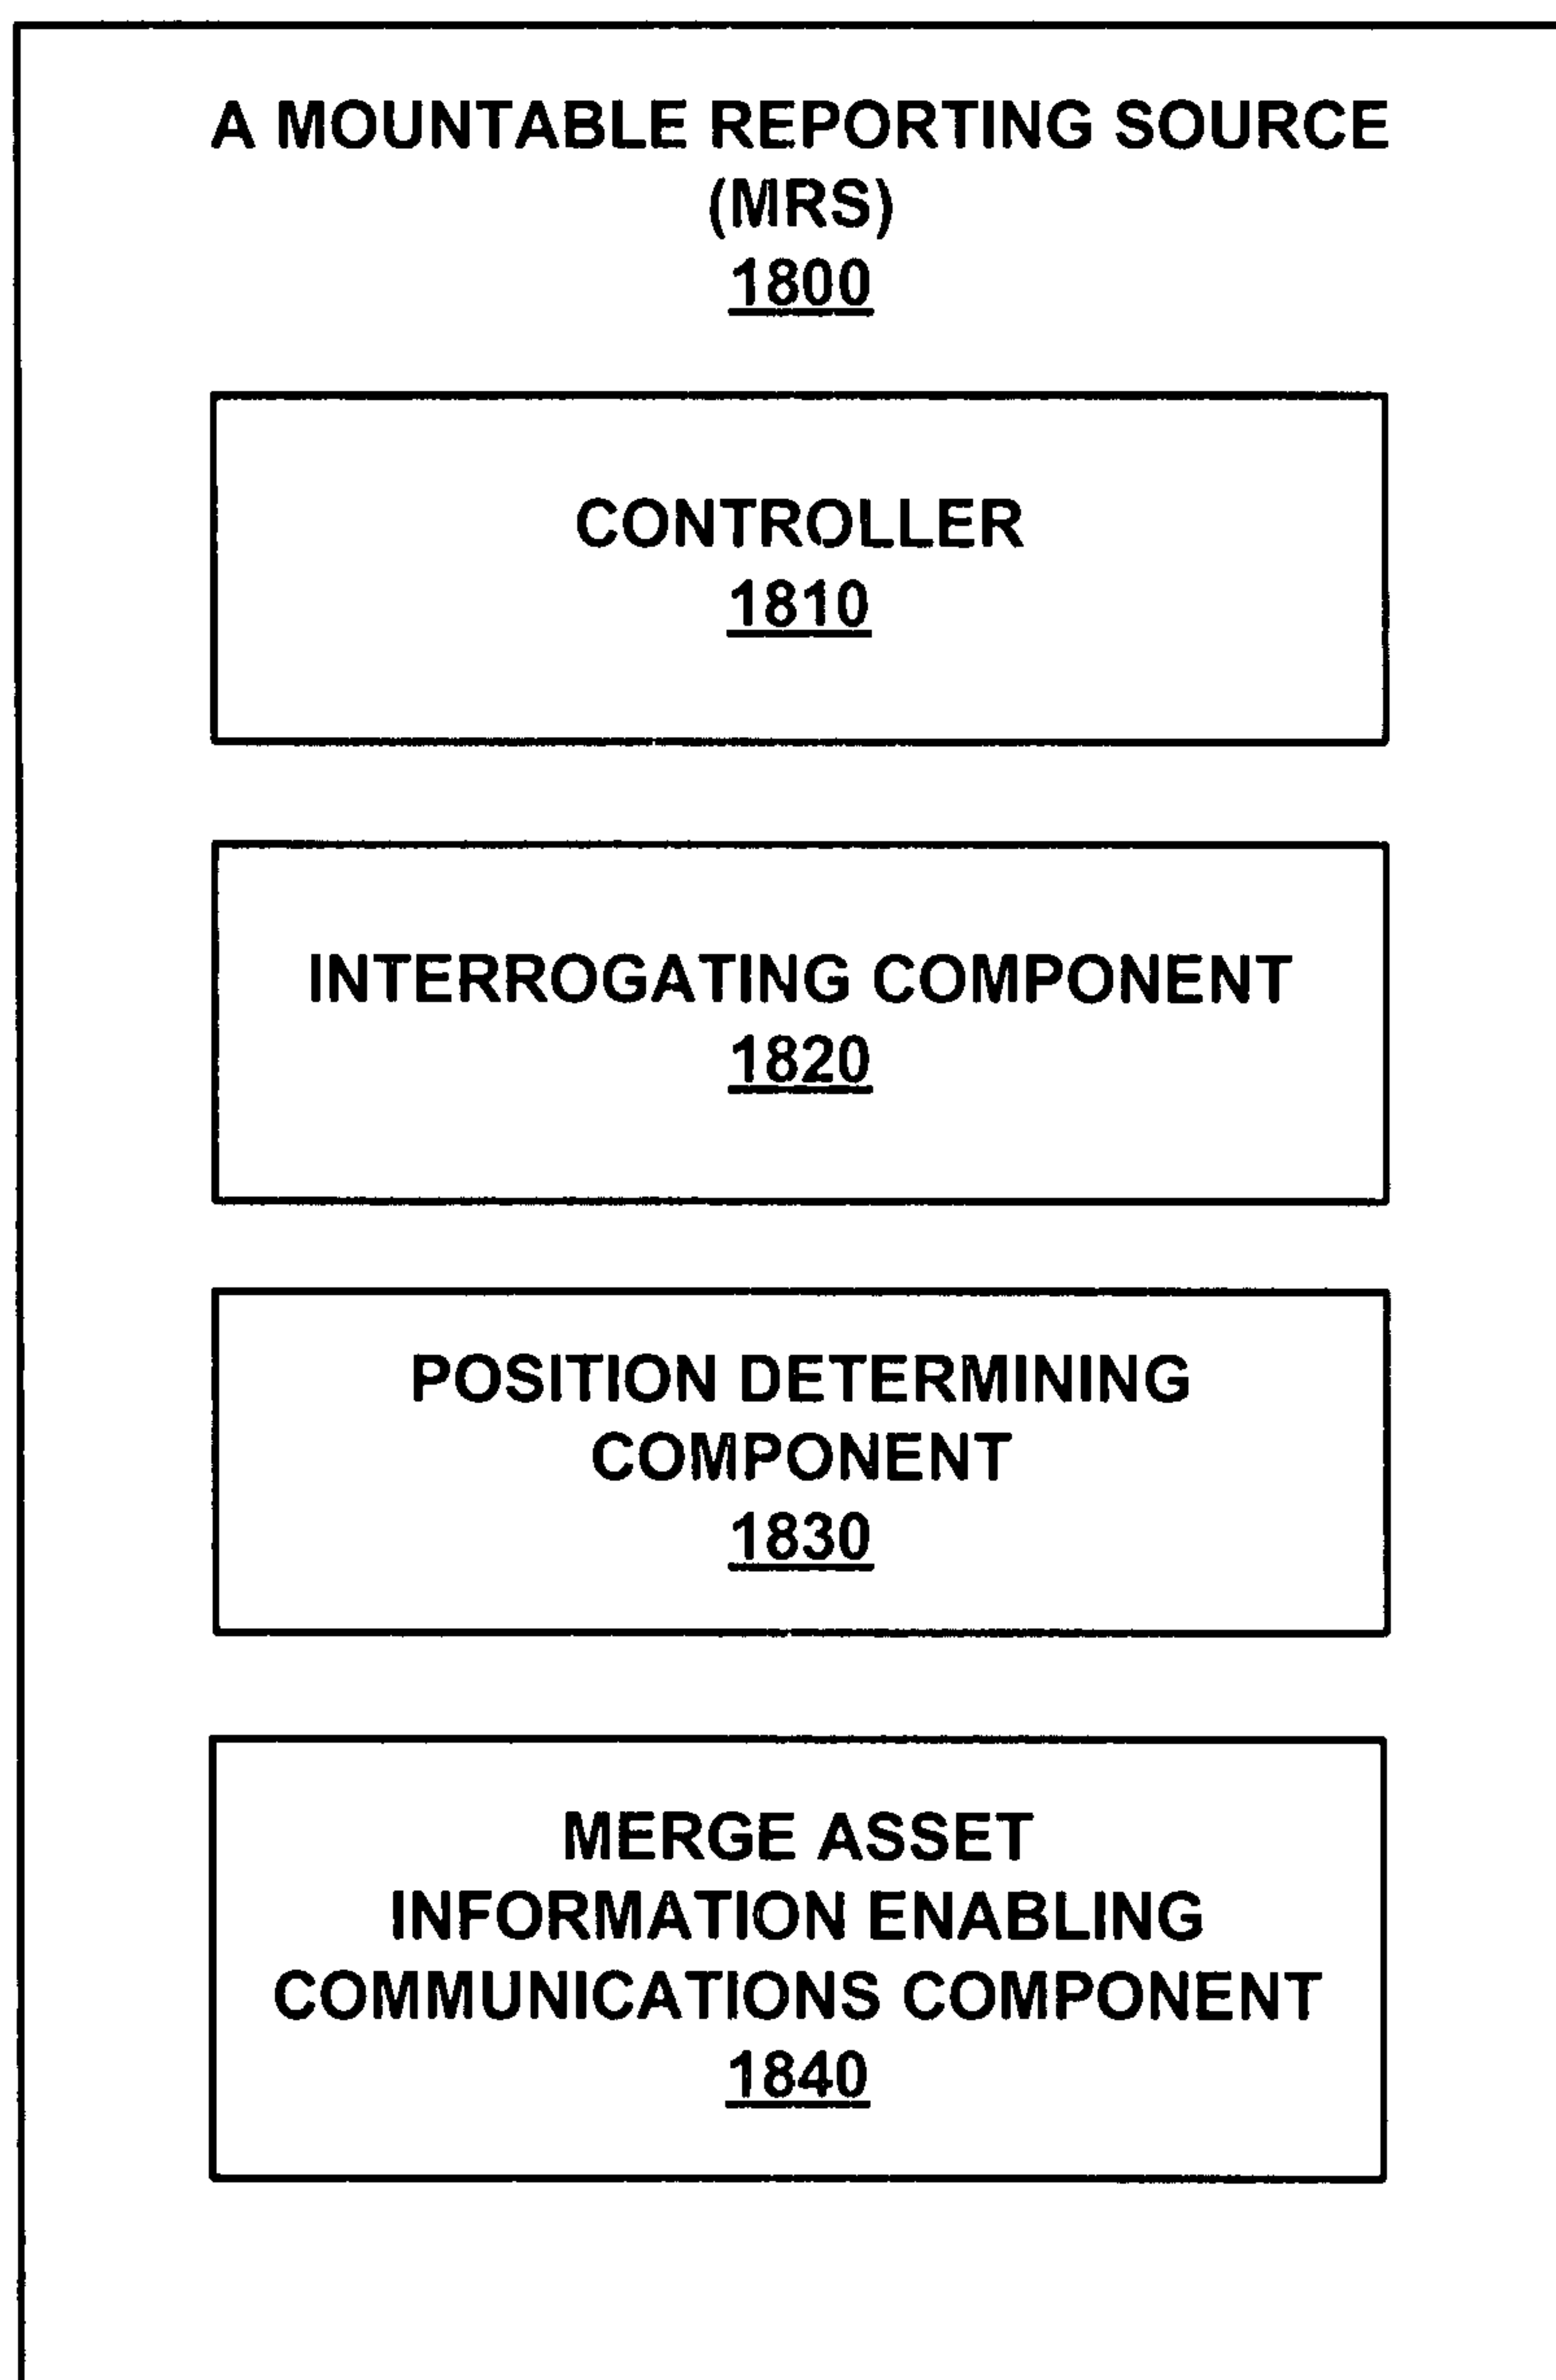 A MOUNTABLE REPORTING SOURCE
(MRS)
1800
CONTROLLER
1810
INTERROGATING COMPONENT
1820
POSITION DETERMINING
COMPONENT
1830
MERGE ASSET
INFORMATION ENABLING
COMMUNICATIONS COMPONENT
1840